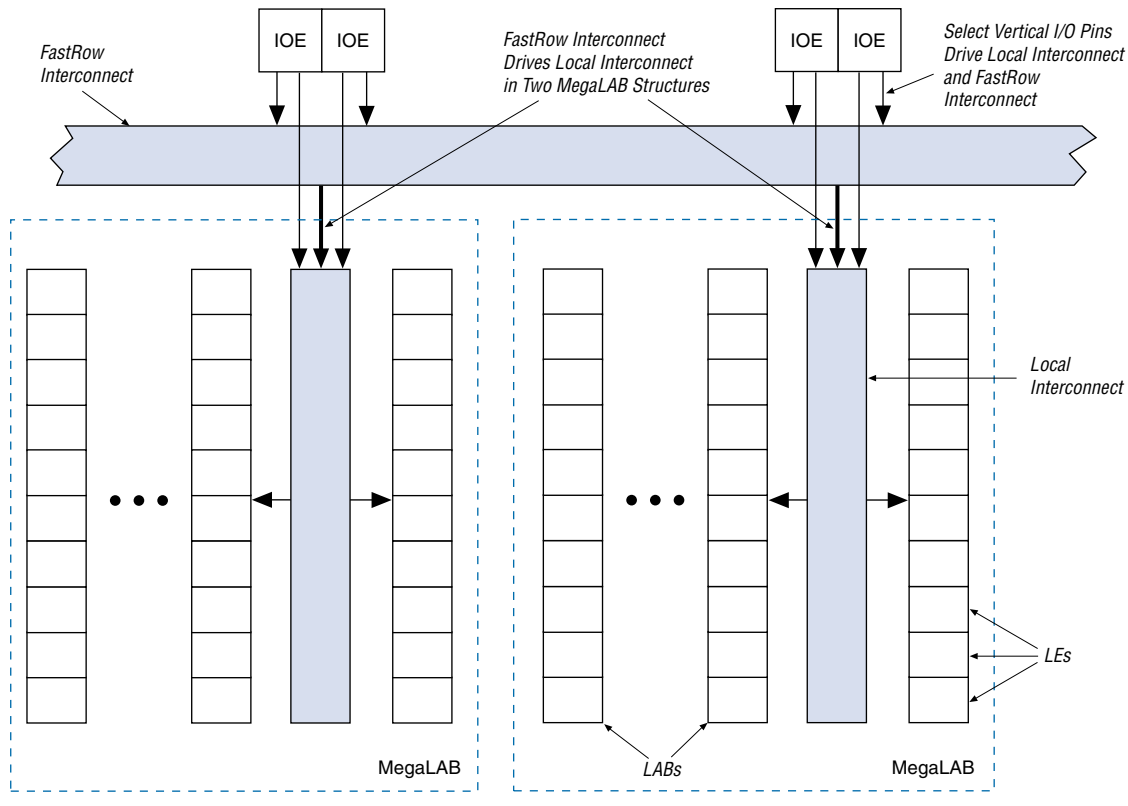 IOE IOE
IOE IOE
FastRow
Interconnect
FastRow Interconnect
Drives Local Interconnect
in Two MegaLAB Structures
Select Vertical I/O Pins
Drive Local Interconnect
and FastRow
Interconnect
Local
Interconnect
LEs
LABs
MegaLAB
MegaLAB